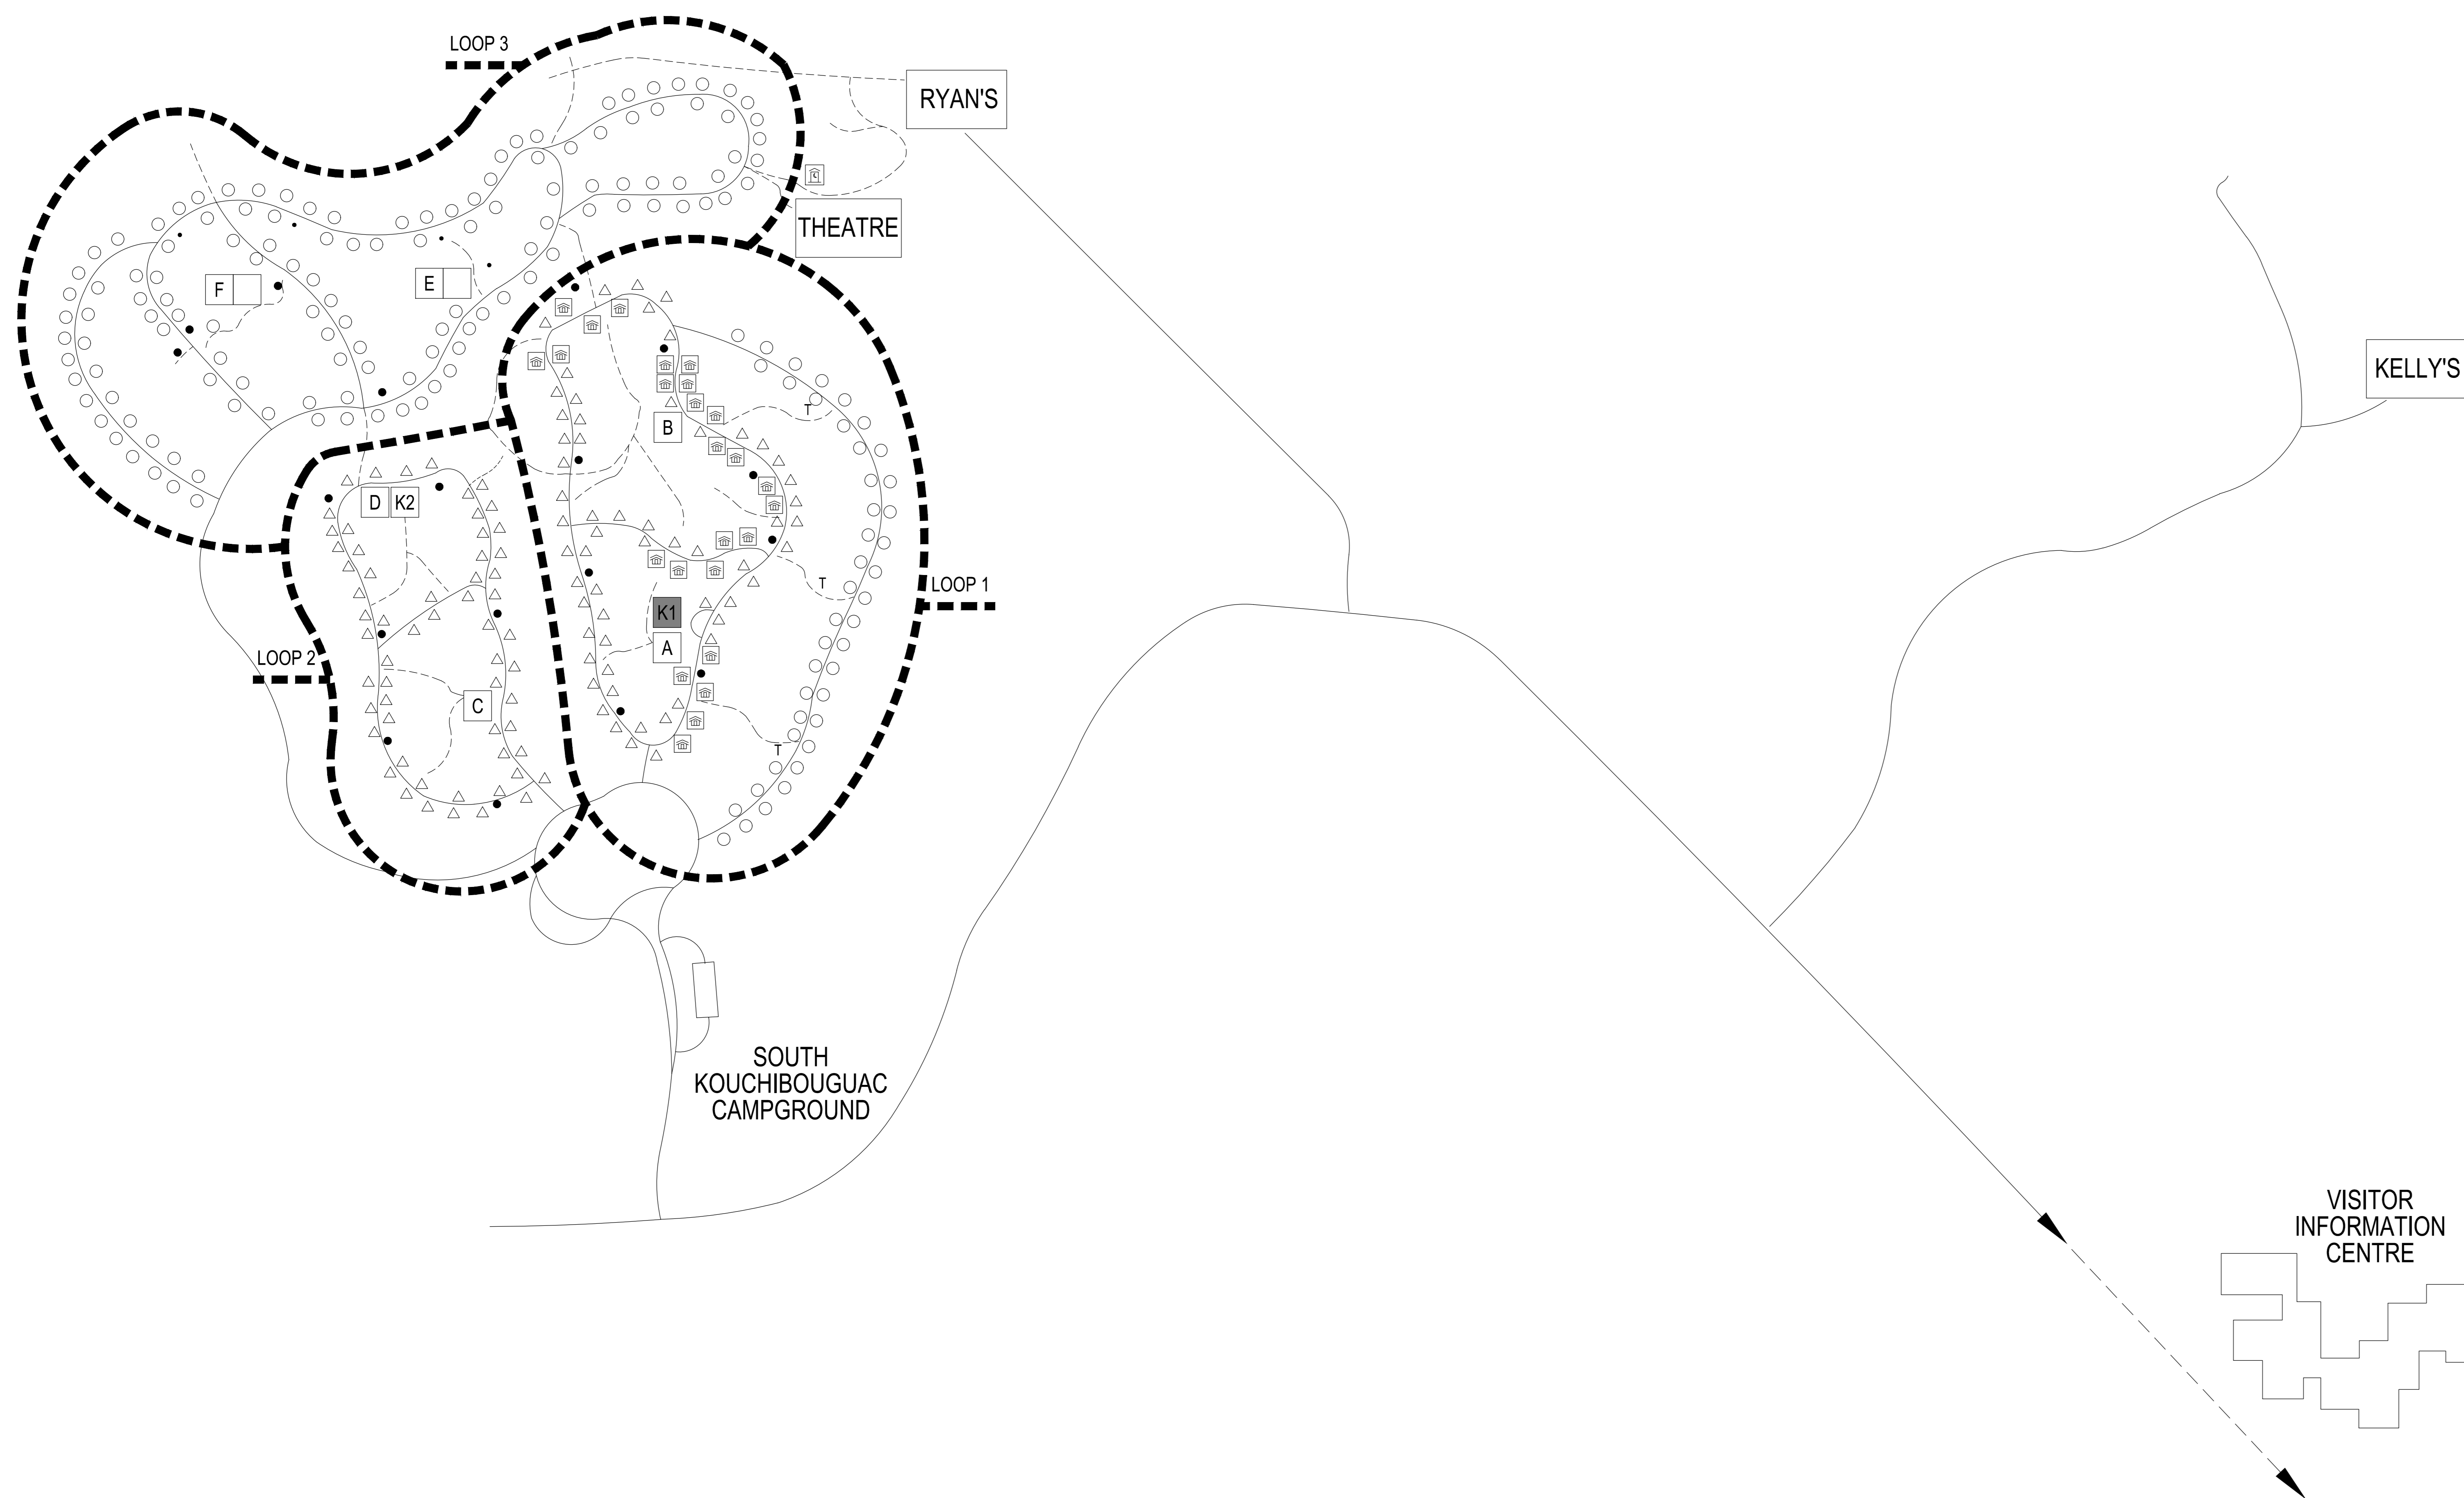 LOOP 3
RYAN'S
THEATRE
F
E
KELLY'S
T
B
D
K2
T
LOOP 1
K1
A
LOOP 2
C
T
SOUTH
KOUCHIBOUGUAC
CAMPGROUND
VISITOR
INFORMATION
CENTRE